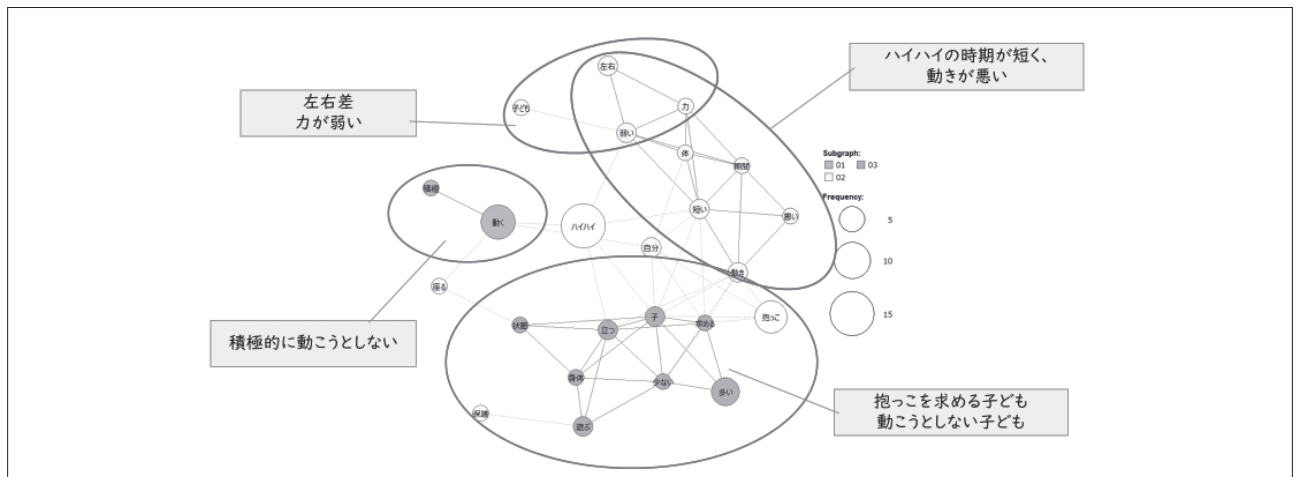 左右
ハイハイの時期が短く、
動きが悪い
左右差
力が弱い
子ども
力
弱い
体
期間
Subgraph:
01 03
02
積極
Frequency:
短い
悪い
5
動く
ハイハイ
自分
10
動き
座る
15
状態
立つ
子
求める
抱っこ
積極的に動こうとしない
身体
少ない
多い
抱っこを求める子ども
動こうとしない子ども
遊ぶ